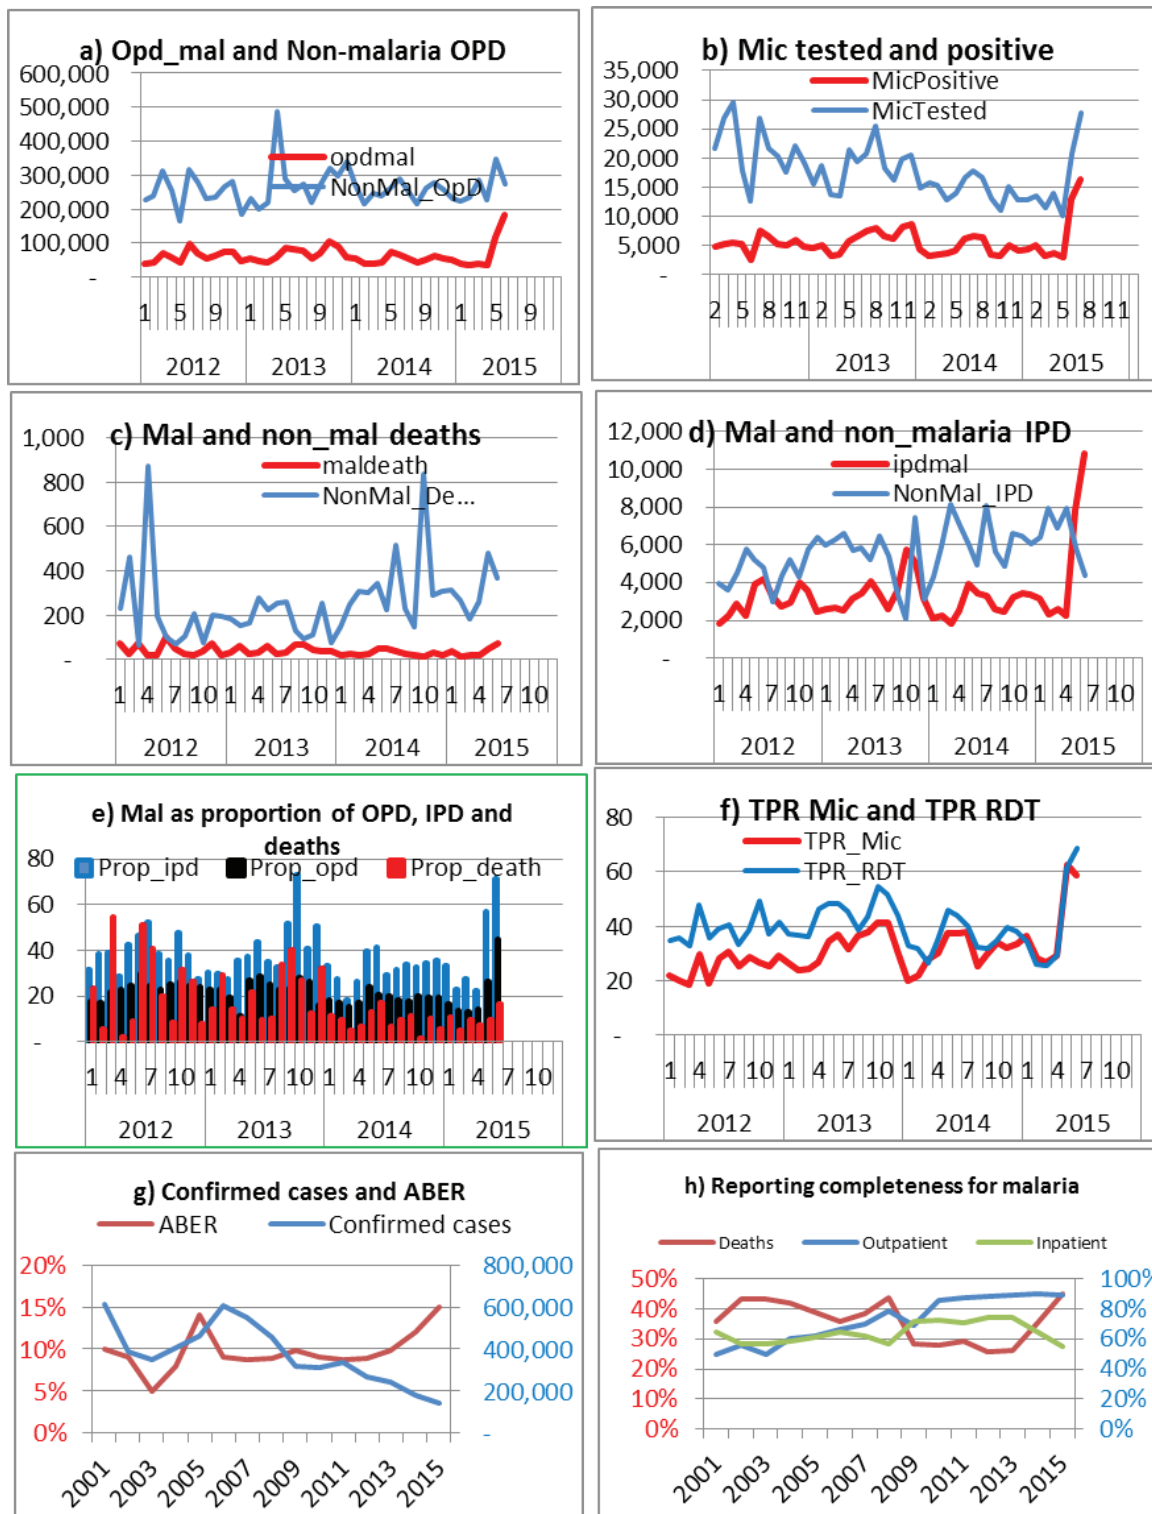 a) Opd_mal and Non-malaria OPD
600,000
500,000
400,000
300,000
200,000
100,000
-
opdmal
NonMal_OpD
1 5 9 1 5 9 1 5 9 1 5 9
2012 2013 2014 2015
b) Mic tested and positive
35,000
30,000
25,000
20,000
15,000
10,000
5,000
-
MicPositive
MicTested
2 5 8 11 2 5 8 11 2 5 8 11 2 5 8 11
2013 2014 2015
c) Mal and non_mal deaths
1,000
800
600
400
200
-
maldeath
NonMal_De...
1 4 7 10 1 4 7 10 1 4 7 10 1 4 7 10
2012 2013 2014 2015
d) Mal and non_malaria IPD
12,000
10,000
8,000
6,000
4,000
2,000
-
ipdmal
NonMal_IPD
1 4 7 10 1 4 7 10 1 4 7 10 1 4 7 10
2012 2013 2014 2015
e) Mal as proportion of OPD, IPD and
deaths
80
60
40
20
-
Prop_ipd Prop_opd Prop_death
1 4 7 10 1 4 7 10 1 4 7 10 1 4 7 10
2012 2013 2014 2015
f) TPR Mic and TPR RDT
80
60
40
20
-
TPR_Mic
TPR_RDT
1 4 7 10 1 4 7 10 1 4 7 10 1 4 7 10
2012 2013 2014 2015
g) Confirmed cases and ABER
ABER Confirmed cases
20%
15%
10%
5%
0%
800,000
600,000
400,000
200,000
-
2001 2003 2005 2007 2009 2011 2013 2015
h) Reporting completeness for malaria
Deaths Outpatient Inpatient
50%
40%
30%
20%
10%
0%
100%
80%
60%
40%
20%
0%
2001 2003 2005 2007 2009 2011 2013 2015